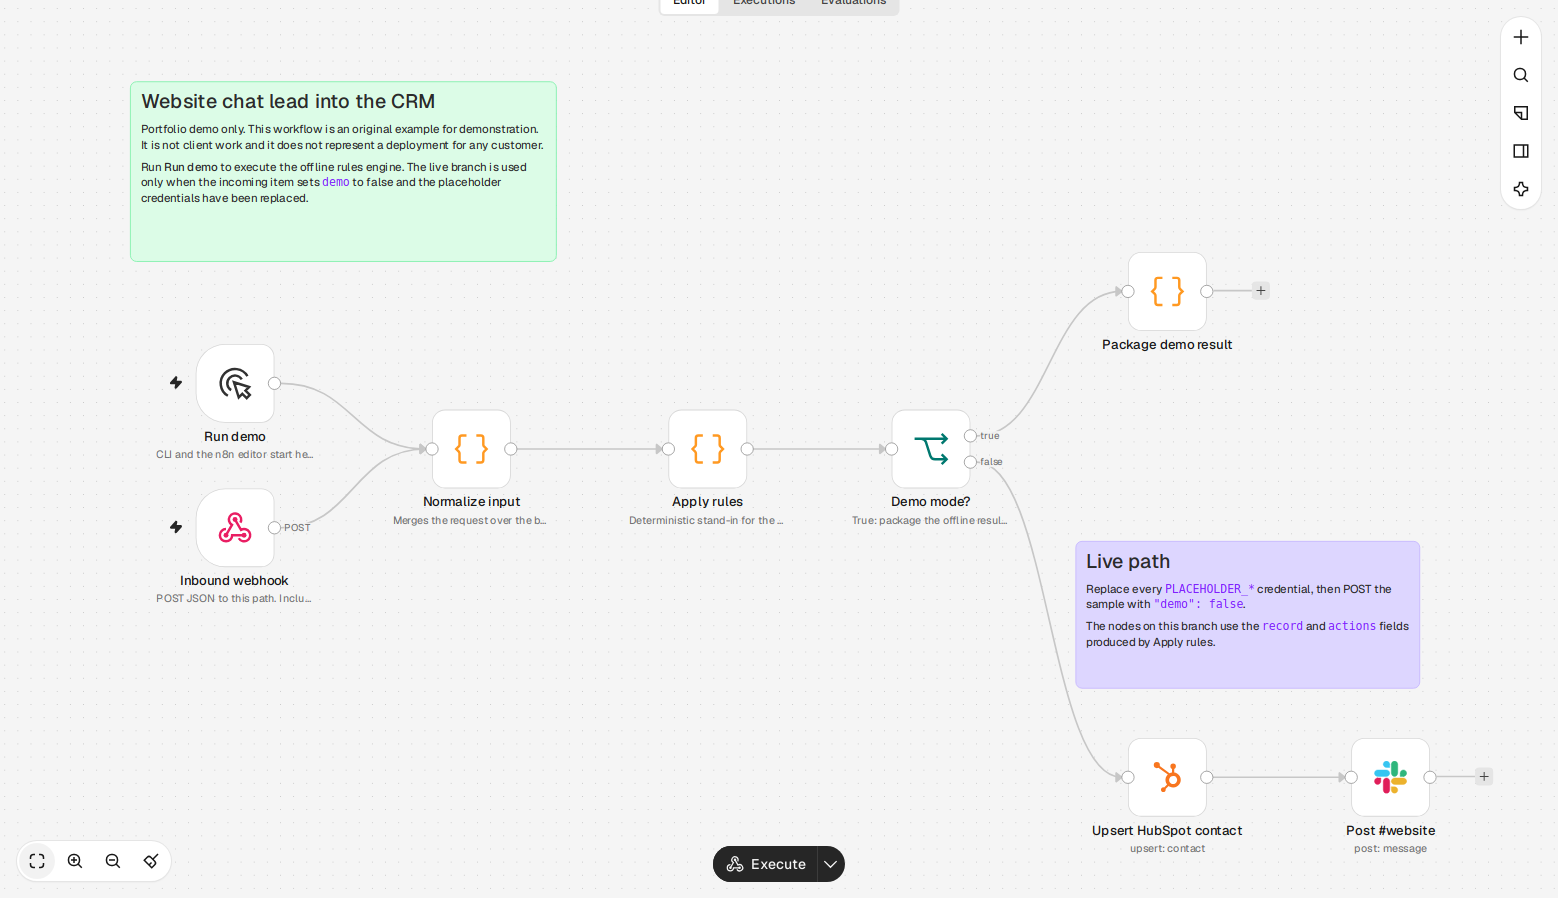 Editor
Executions
Evaluations
Website chat lead into the CRM
Portfolio demo only. This workflow is an original example for demonstration.
It is not client work and it does not represent a deployment for any customer.
Run Run demo to execute the offline rules engine. The live branch is used
only when the incoming item sets demo to false and the placeholder
credentials have been replaced.
Package demo result
Run demo
CLI and the n8n editor start he...
POST
Inbound webhook
POST JSON to this path. Inclu...
Normalize input
Merges the request over the b...
Apply rules
Deterministic stand-in for the ...
true
false
Demo mode?
True: package the offline resul...
Live path
Replace every PLACEHOLDER_* credential, then POST the
sample with "demo": false.
The nodes on this branch use the record and actions fields
produced by Apply rules.
Upsert HubSpot contact
upsert: contact
Post #website
post: message
Execute